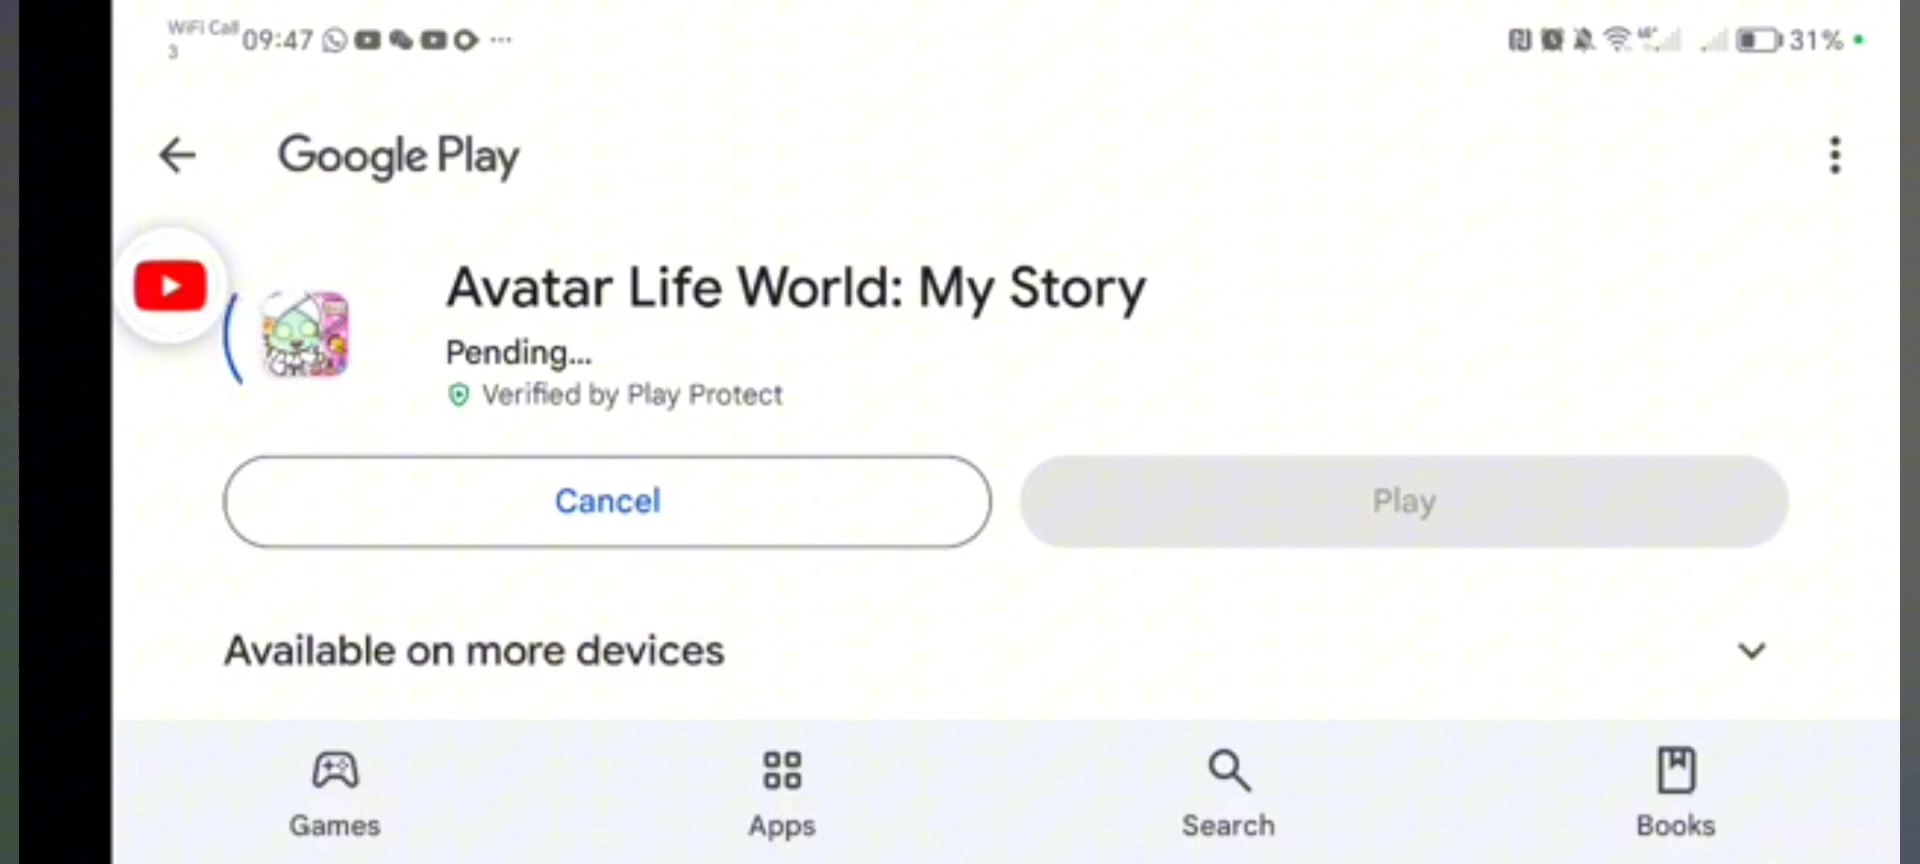 WiFi Call
3
09:47
31%
Google Play
Avatar Life World: My Story
Pending...
Verified by Play Protect
Cancel
Play
Available on more devices
Games
Apps
Search
Books